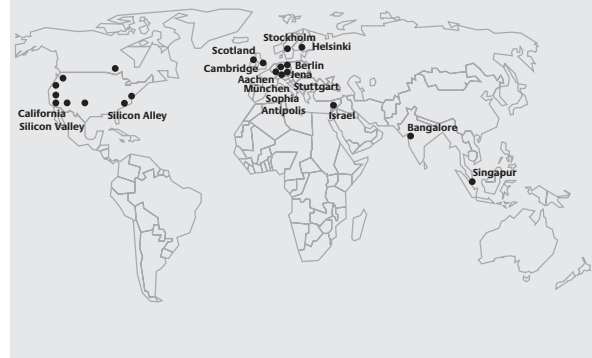 Stockholm
Scotland
Helsinki
Cambridge
Berlin
Aachen
Jena
München
Stuttgart
Sophia
Antipolis
Israel
California
Silicon Valley
Silicon Alley
Bangalore
Singapur